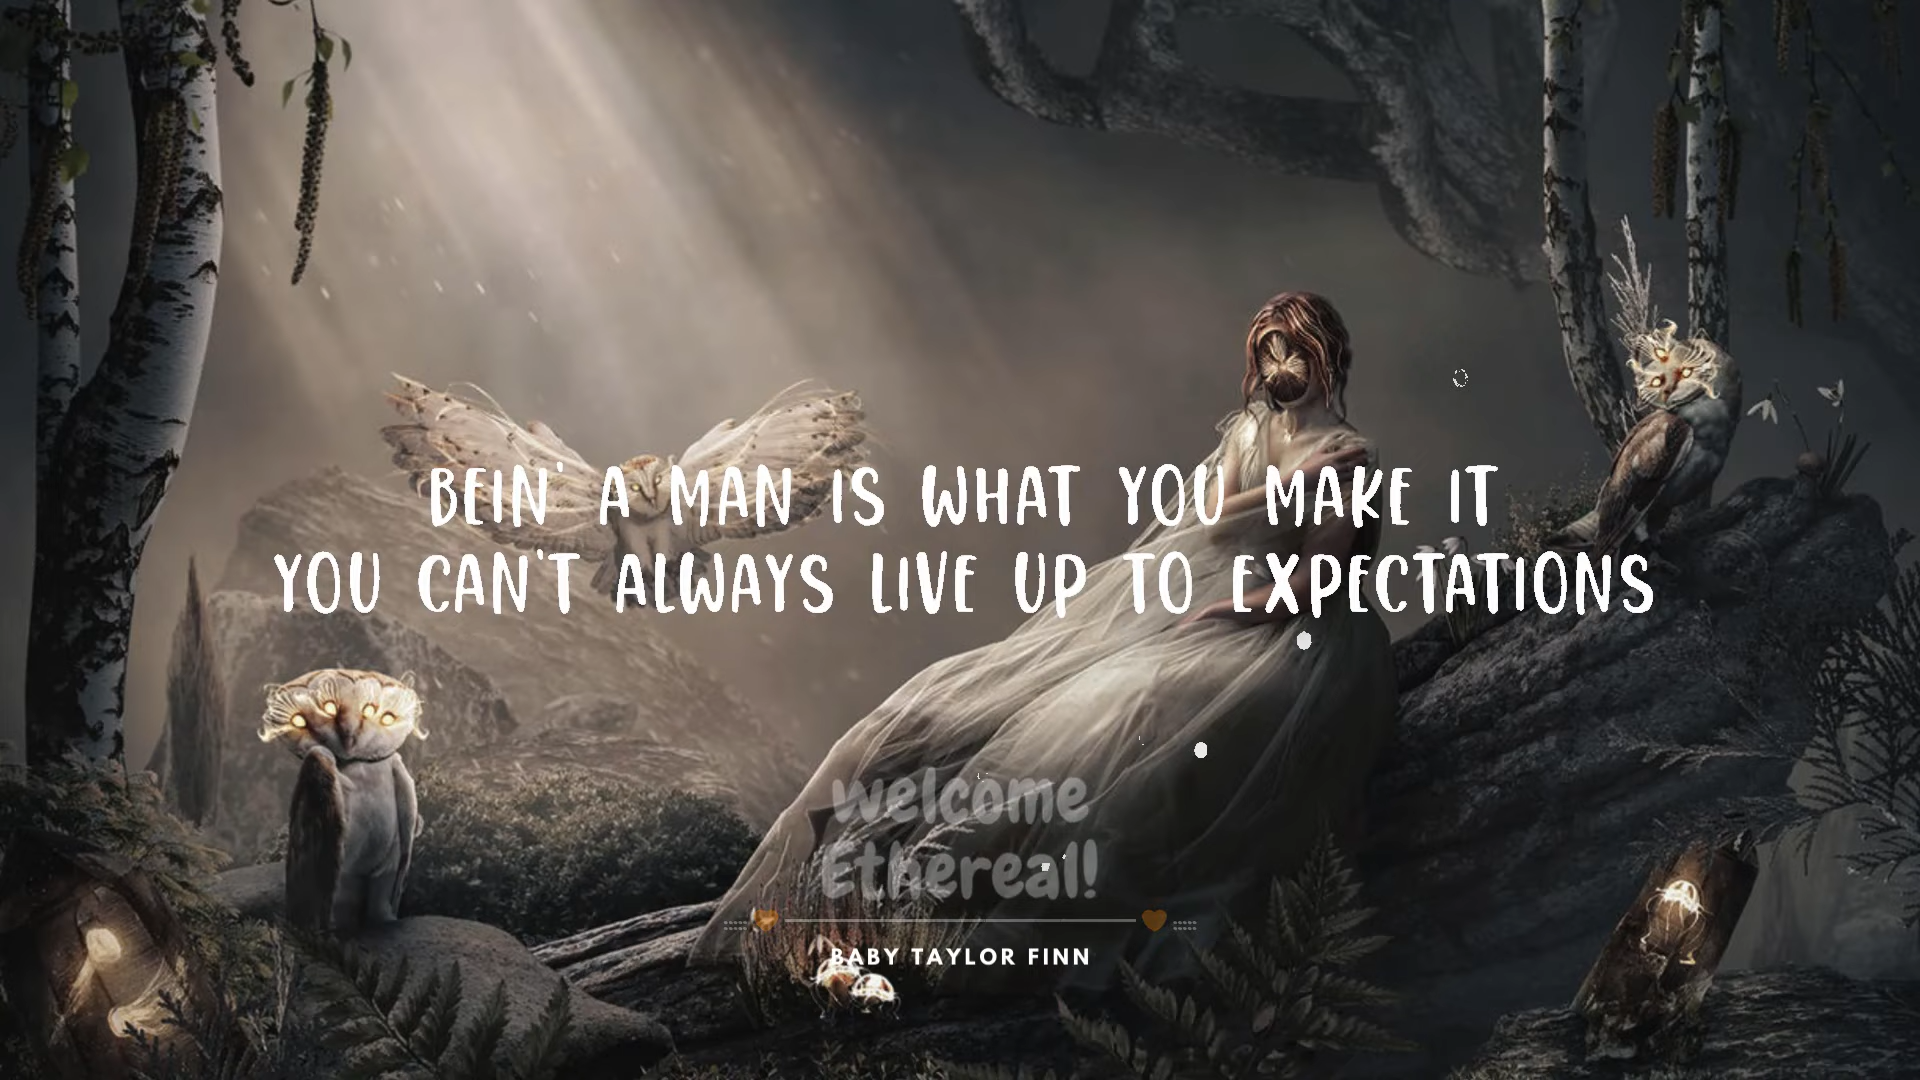 BEIN' A MAN IS WHAT YOU MAKE IT
YOU CAN'T ALWAYS LIVE UP TO EXPECTATIONS
welcome
Ethereal!
BABY TAYLOR FINN